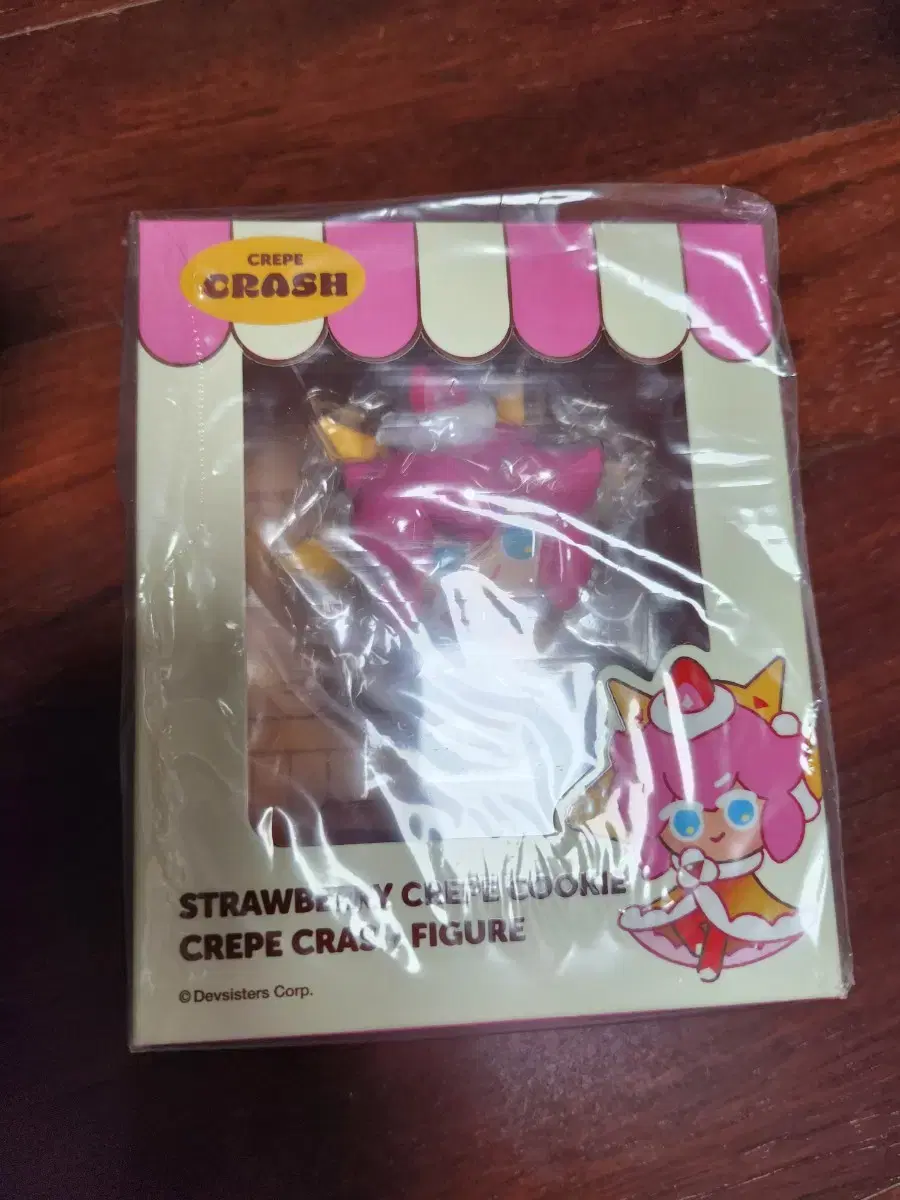 CREPE
CRASH
STRAWBERRY CREPE COOKIE
CREPE CRASH FIGURE
© Devsisters Corp.